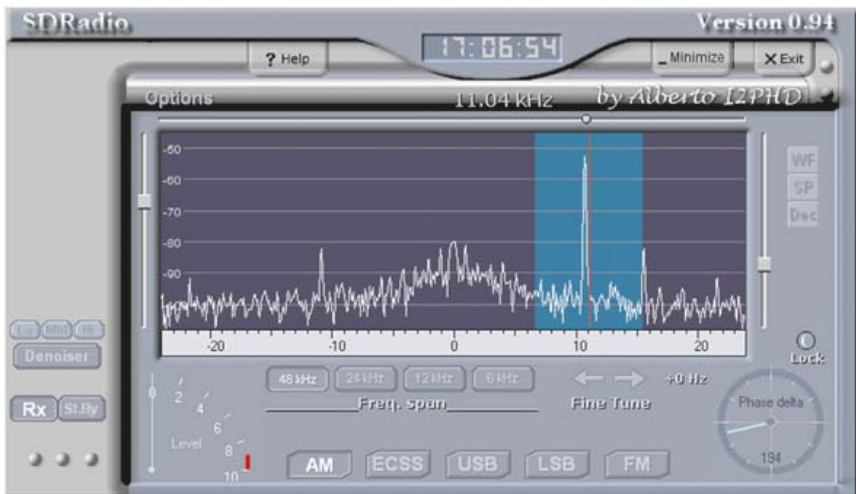 SDRadio
Version 0.94
17:06:54
? Help
_ Minimize
X Exit
Options
11.04 kHz
by Alberto I2PHD
-50
-60
-70
-80
-90
WF
SP
Dec
-20 -10 0 10 20
Lo Mid Hi
Denoiser
Lock
48 kHz 24 kHz 12 kHz 6 kHz
+0 Hz
Freq. span
Fine Tune
Rx St.By
0 2 4 6 8 10
Level
Phase delta
194
AM ECSS USB LSB FM